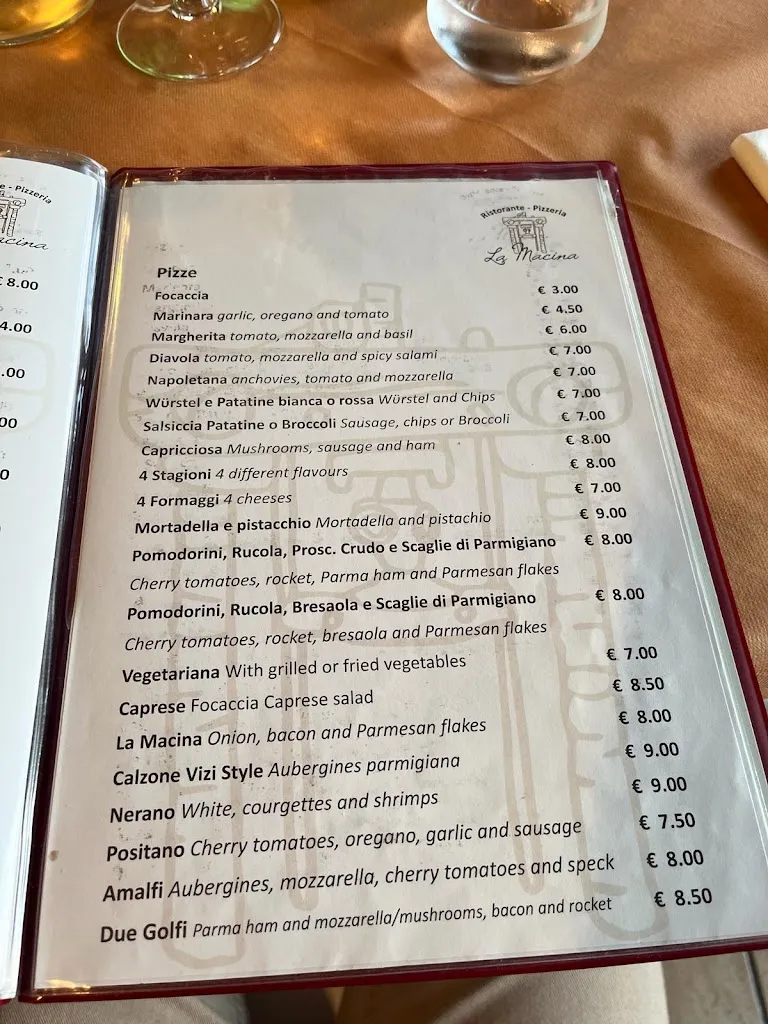 e - Pizzeria
acina
€ 8.00
4.00
.00
00
0
Ristorante - Pizzeria
La Macina
Pizze
Focaccia € 3.00
Marinara garlic, oregano and tomato € 4.50
Margherita tomato, mozzarella and basil € 6.00
Diavola tomato, mozzarella and spicy salami € 7.00
Napoletana anchovies, tomato and mozzarella € 7.00
Würstel e Patatine bianca o rossa Würstel and Chips € 7.00
Salsiccia Patatine o Broccoli Sausage, chips or Broccoli € 7.00
Capricciosa Mushrooms, sausage and ham € 8.00
4 Stagioni 4 different flavours € 8.00
4 Formaggi 4 cheeses € 7.00
Mortadella e pistacchio Mortadella and pistachio € 9.00
Pomodorini, Rucola, Prosc. Crudo e Scaglie di Parmigiano € 8.00
Cherry tomatoes, rocket, Parma ham and Parmesan flakes
Pomodorini, Rucola, Bresaola e Scaglie di Parmigiano € 8.00
Cherry tomatoes, rocket, bresaola and Parmesan flakes
Vegetariana With grilled or fried vegetables € 7.00
Caprese Focaccia Caprese salad € 8.50
La Macina Onion, bacon and Parmesan flakes € 8.00
Calzone Vizi Style Aubergines parmigiana € 9.00
Nerano White, courgettes and shrimps € 9.00
Positano Cherry tomatoes, oregano, garlic and sausage € 7.50
Amalfi Aubergines, mozzarella, cherry tomatoes and speck € 8.00
Due Golfi Parma ham and mozzarella/mushrooms, bacon and rocket € 8.50